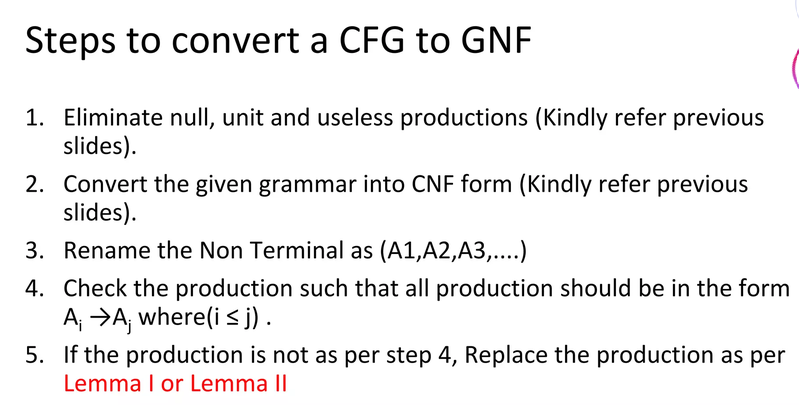 Steps to convert a CFG to GNF
1. Eliminate null, unit and useless productions (Kindly refer previous
slides).
2. Convert the given grammar into CNF form (Kindly refer previous
slides).
3. Rename the Non Terminal as (A1,A2,A3,....)
4. Check the production such that all production should be in the form
Aᵢ →Aⱼ where(i ≤ j) .
5. If the production is not as per step 4, Replace the production as per
Lemma I or Lemma II